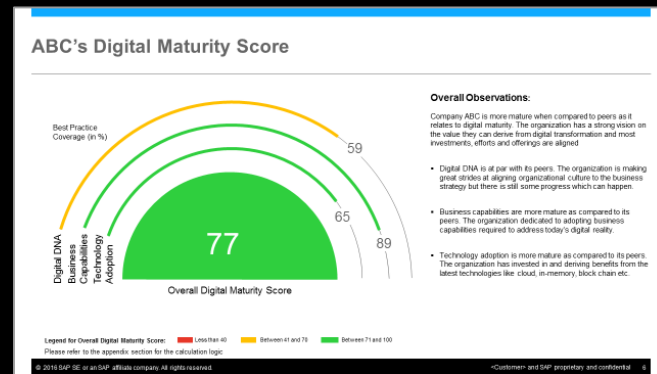 ABC's Digital Maturity Score
Best Practice
Coverage (in %)
59
65
89
77
Digital DNA
Business
Capabilities
Technology
Adoption
Overall Digital Maturity Score
Overall Observations:
Company ABC is more mature when compared to peers as it
relates to digital maturity. The organization has a strong vision on
the value they can derive from digital transformation and most
investments, efforts and offerings are aligned
• Digital DNA is at par with its peers. The organization is making
great strides at aligning organizational culture to the business
strategy but there is still some progress which can happen.
• Business capabilities are more mature as compared to its
peers. The organization dedicated to adopting business
capabilities required to address today's digital reality.
• Technology adoption is more mature as compared to its peers.
The organization has invested in and deriving benefits from the
latest technologies like cloud, in-memory, block chain etc.
Legend for Overall Digital Maturity Score: Less than 40 Between 41 and 70 Between 71 and 100
Please refer to the appendix section for the calculation logic
© 2016 SAP SE or an SAP affiliate company. All rights reserved. <Customer> and SAP proprietary and confidential 6